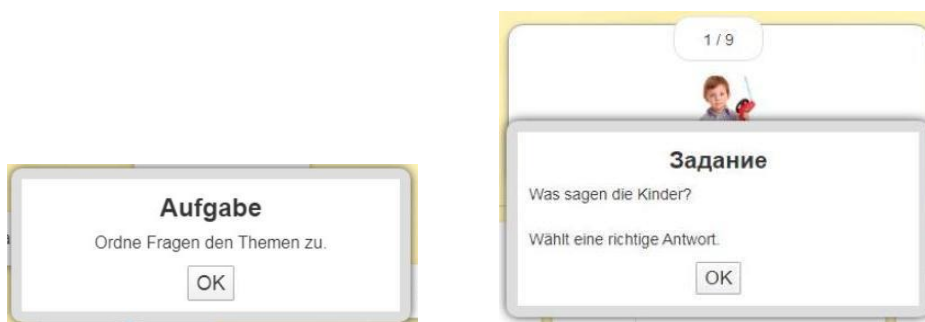 Aufgabe
Ordne Fragen den Themen zu.
OK
1 / 9
Задание
Was sagen die Kinder?
Wählt eine richtige Antwort.
OK